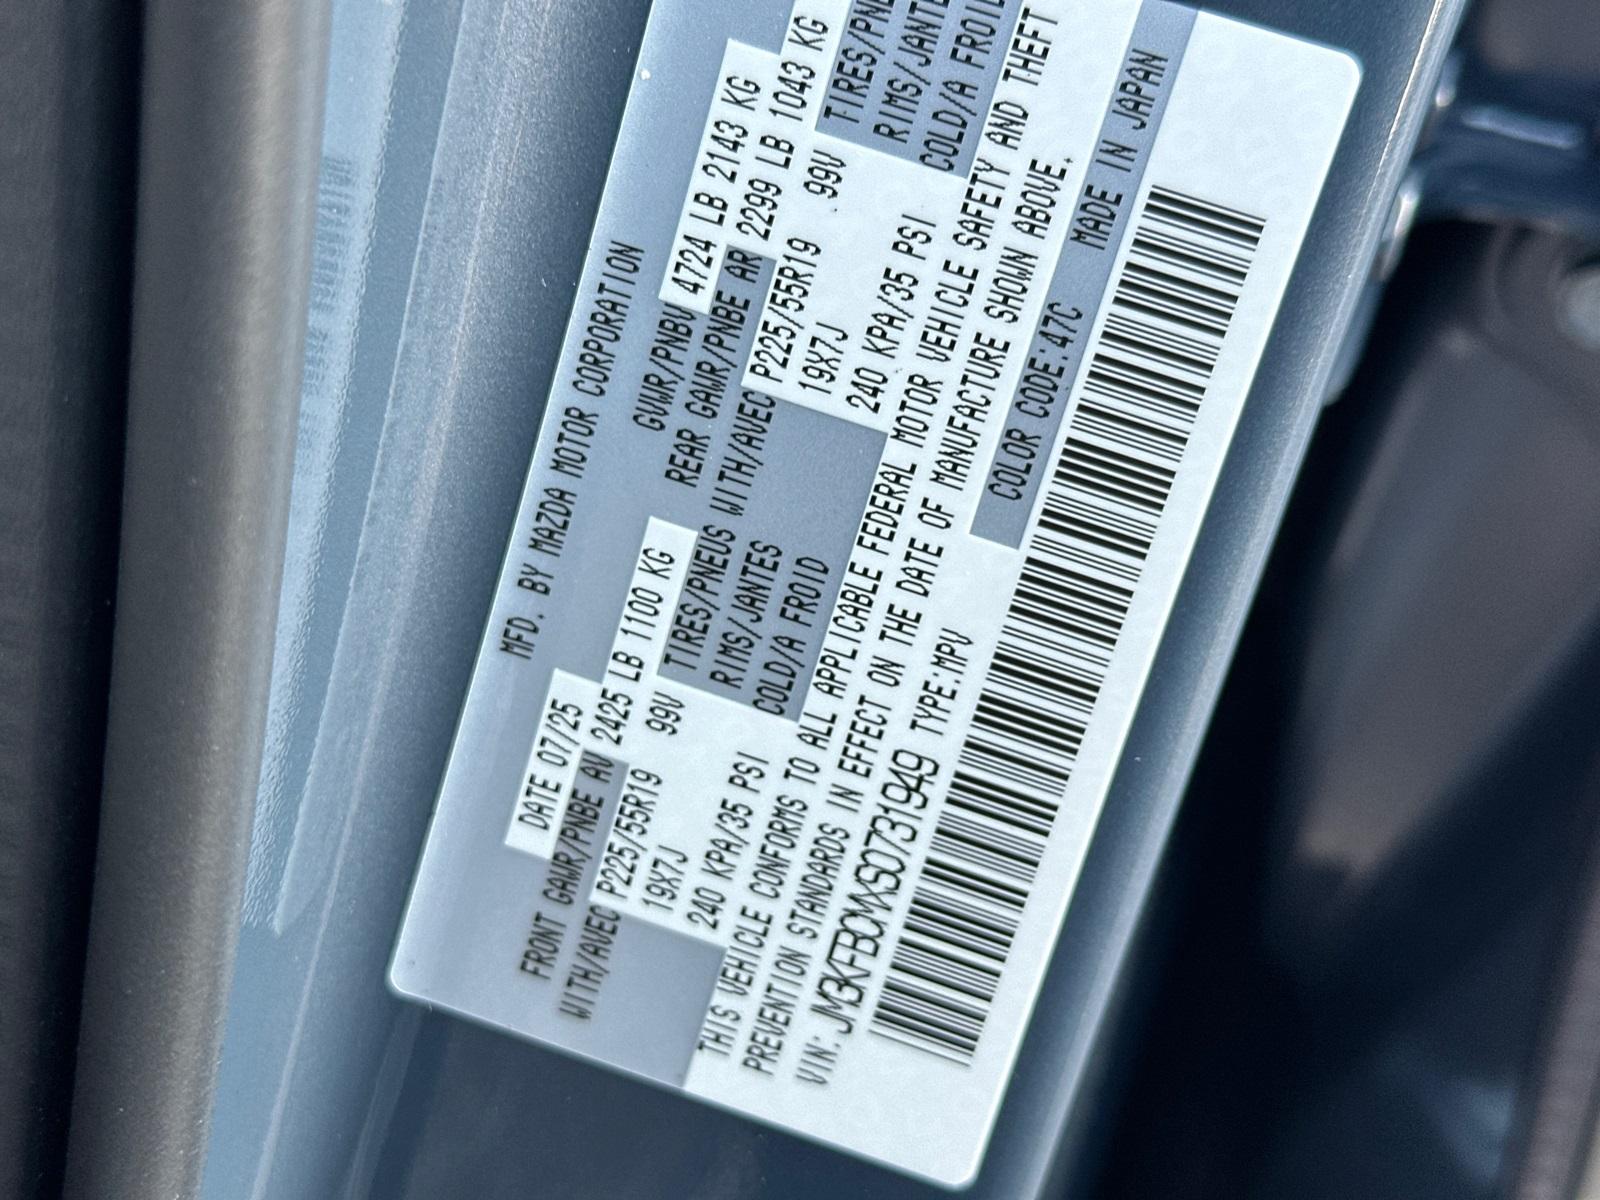 MFD. BY MAZDA MOTOR CORPORATION
DATE 07/25 GVWR/PNBV 4724 LB 2143 KG
FRONT GAWR/PNBE AV 2425 LB 1100 KG REAR GAWR/PNBE AR 2299 LB 1043 KG
WITH/AVEC P225/55R19 99V TIRES/PNEUS WITH/AVEC P225/55R19 99V TIRES/PNE
19X7J RIMS/JANTES 19X7J RIMS/JANTE
240 KPA/35 PSI COLD/A FROID 240 KPA/35 PSI COLD/A FROI
THIS VEHICLE CONFORMS TO ALL APPLICABLE FEDERAL MOTOR VEHICLE SAFETY AND THEFT
PREVENTION STANDARDS IN EFFECT ON THE DATE OF MANUFACTURE SHOWN ABOVE.
VIN: JM3KFBCMXS0731949 TYPE:MPV COLOR CODE:47C MADE IN JAPAN